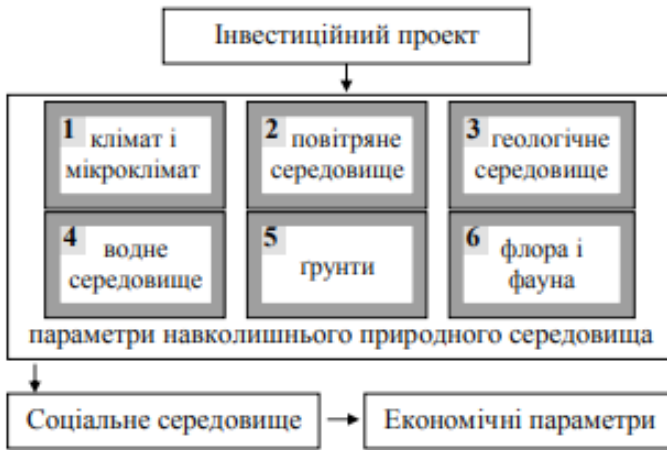 Інвестиційний проект
1 клімат і
мікроклімат
2 повітряне
середовище
3 геологічне
середовище
4 водне
середовище
5 ґрунти
6 флора і
фауна
параметри навколишнього природного середовища
Соціальне середовище
Економічні параметри